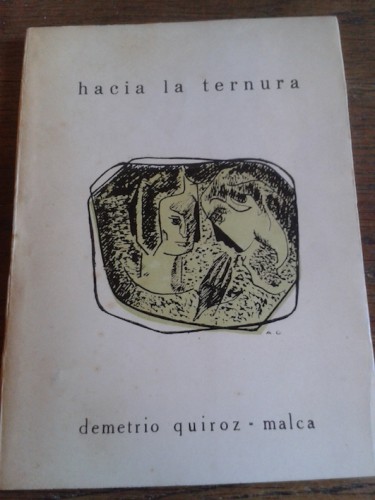 hacia la ternura
demetrio quiroz - malca